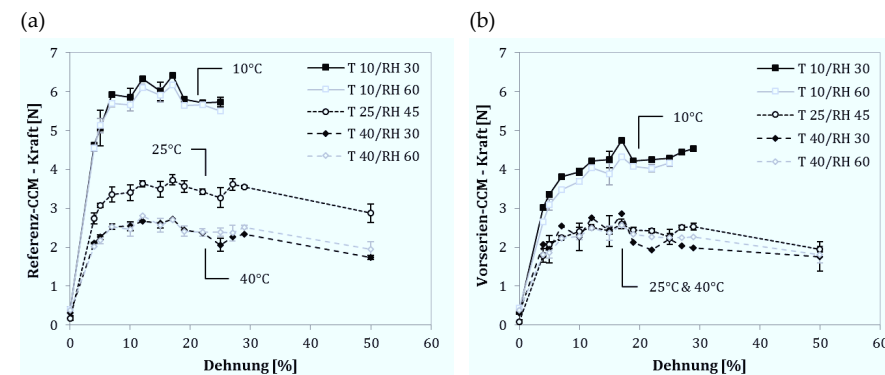 (a)
7
6
5
4
3
2
1
0
Referenz-CCM - Kraft [N]
0 10 20 30 40 50 60
Dehnung [%]
10°C
25°C
40°C
T 10/RH 30
T 10/RH 60
T 25/RH 45
T 40/RH 30
T 40/RH 60
(b)
7
6
5
4
3
2
1
0
Vorserien-CCM - Kraft [N]
0 10 20 30 40 50 60
Dehnung [%]
10°C
25°C & 40°C
T 10/RH 30
T 10/RH 60
T 25/RH 45
T 40/RH 30
T 40/RH 60